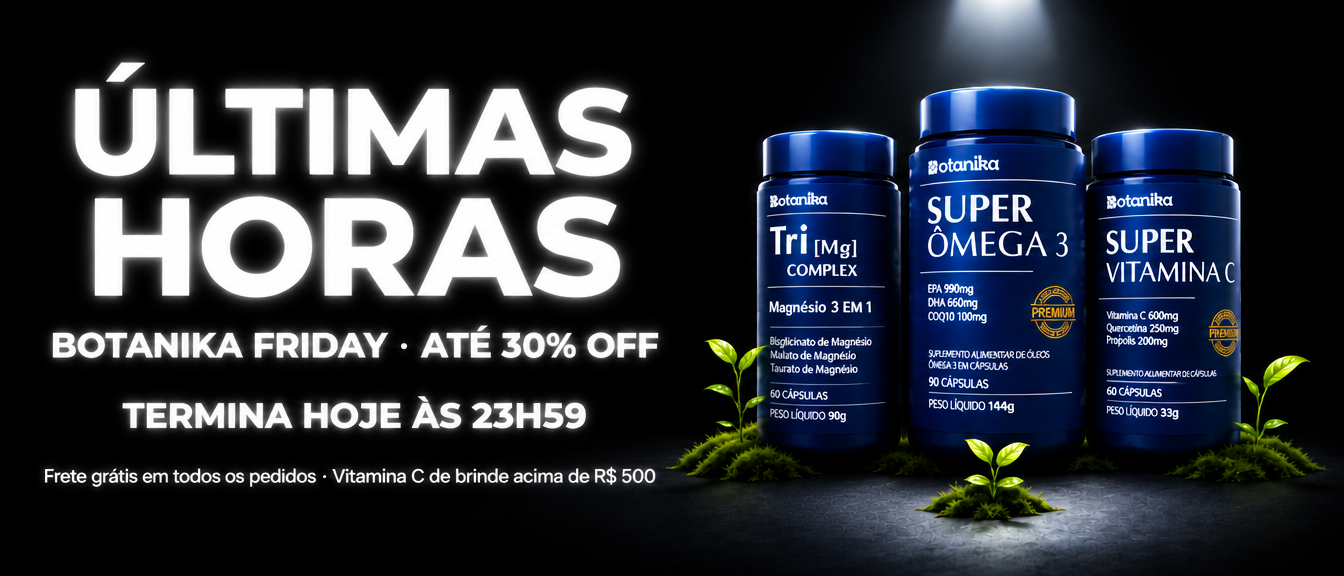 ÚLTIMAS
HORAS
BOTANIKA FRIDAY · ATÉ 30% OFF
TERMINA HOJE ÀS 23H59
Frete grátis em todos os pedidos · Vitamina C de brinde acima de R$ 500
Botanika
Tri [Mg]
COMPLEX
Magnésio 3 EM 1
Bisglicinato de Magnésio
Malato de Magnésio
Taurato de Magnésio
60 CÁPSULAS
PESO LÍQUIDO 90g
Botanika
SUPER
ÔMEGA 3
EPA 990mg
DHA 660mg
COQ10 100mg
PREMIUM
SUPLEMENTO ALIMENTAR DE ÓLEOS
ÔMEGA 3 EM CÁPSULAS
90 CÁPSULAS
PESO LÍQUIDO 144g
Botanika
SUPER
VITAMINA C
Vitamina C 600mg
Quercetina 250mg
Própolis 200mg
PREMIUM
SUPLEMENTO ALIMENTAR DE CÁPSULAS
60 CÁPSULAS
PESO LÍQUIDO 33g